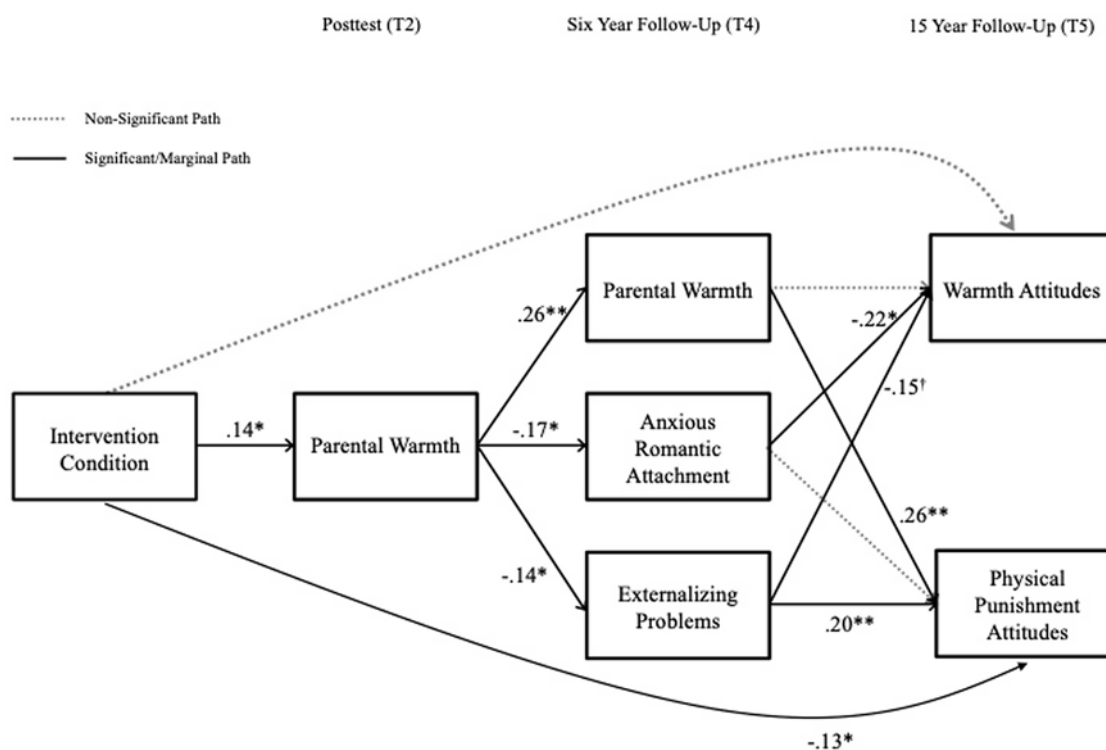 Posttest (T2)
Six Year Follow-Up (T4)
15 Year Follow-Up (T5)
Non-Significant Path
Significant/Marginal Path
Parental Warmth
Warmth Attitudes
-.22*
.26**
-.15†
Intervention
Condition
.14*
Parental Warmth
-.17*
Anxious
Romantic
Attachment
.26**
-.14*
Externalizing
Problems
.20**
Physical
Punishment
Attitudes
-.13*